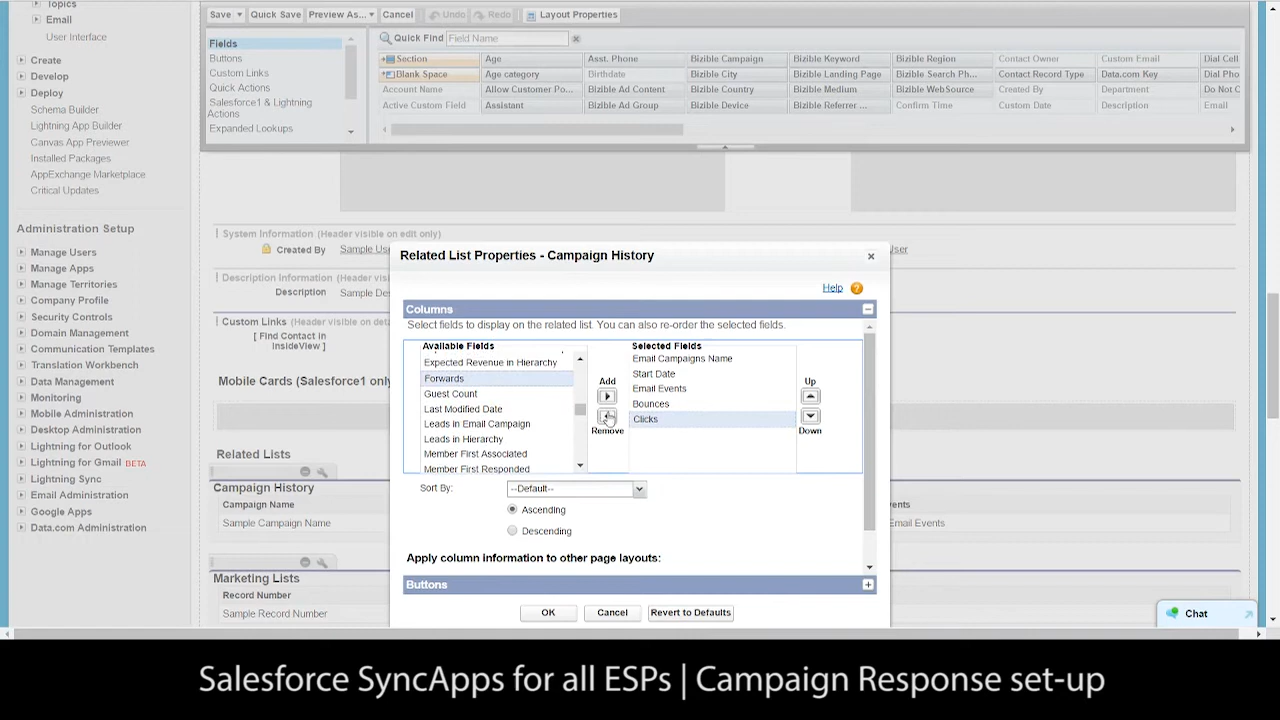 Topics
Email
User Interface
Create
Develop
Deploy
Schema Builder
Lightning App Builder
Canvas App Previewer
Installed Packages
AppExchange Marketplace
Critical Updates
Administration Setup
Manage Users
Manage Apps
Manage Territories
Company Profile
Security Controls
Domain Management
Communication Templates
Translation Workbench
Data Management
Monitoring
Mobile Administration
Desktop Administration
Lightning for Outlook
Lightning for Gmail BETA
Lightning Sync
Email Administration
Google Apps
Data.com Administration
Save Quick Save Preview As... Cancel Undo Redo Layout Properties
Fields
Buttons
Custom Links
Quick Actions
Salesforce1 & Lightning
Actions
Expanded Lookups
Quick Find Field Name
Section Age Asst. Phone Bizible Campaign Bizible Keyword Bizible Region Contact Owner Custom Email Dial Cell
Blank Space Age category Birthdate Bizible City Bizible Landing Page Bizible Search Ph... Contact Record Type Data.com Key Dial Pho
Account Name Allow Customer Po... Bizible Ad Content Bizible Country Bizible Medium Bizible WebSource Created By Department Do Not C
Active Custom Field Assistant Bizible Ad Group Bizible Device Bizible Referrer ... Confirm Time Custom Date Description Email
System Information (Header visible on edit only)
Created By Sample Use
User
Description Information (Header visi
Description Sample De
Custom Links (Header visible on deta
[ Find Contact in
InsideView ]
Mobile Cards (Salesforce1 only
Related Lists
Campaign History
Campaign Name
Sample Campaign Name
Email Events
Marketing Lists
Record Number
Sample Record Number
Related List Properties - Campaign History
Help ?
Columns
Select fields to display on the related list. You can also re-order the selected fields.
Available Fields
Expected Revenue in Hierarchy
Forwards
Guest Count
Last Modified Date
Leads in Email Campaign
Leads in Hierarchy
Member First Associated
Member First Responded
Add
Remove
Selected Fields
Email Campaigns Name
Start Date
Email Events
Bounces
Clicks
Up
Down
Sort By: --Default--
Ascending
Descending
Apply column information to other page layouts:
Buttons
OK Cancel Revert to Defaults
Chat
Salesforce SyncApps for all ESPs | Campaign Response set-up